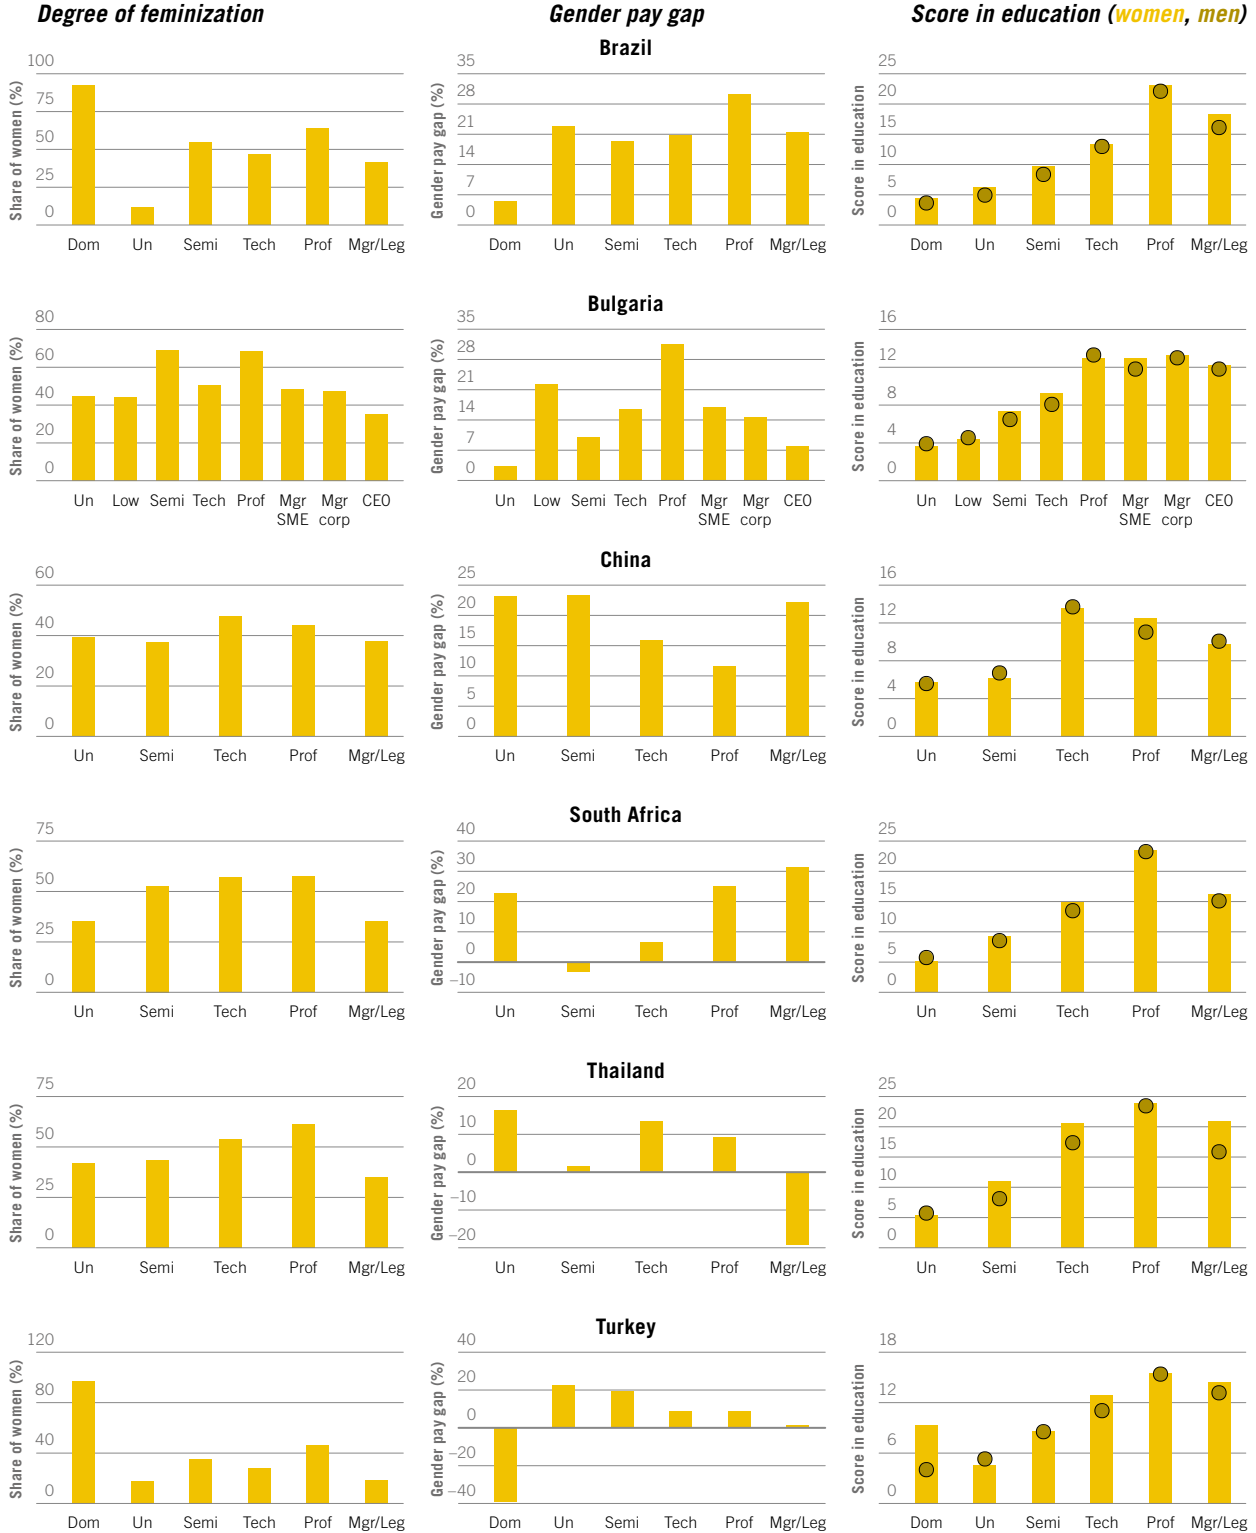 Degree of feminization
Gender pay gap
Score in education (women, men)
Brazil
Share of women (%)
100
75
50
25
0
Dom Un Semi Tech Prof Mgr/Leg
Gender pay gap (%)
35
28
21
14
7
0
Dom Un Semi Tech Prof Mgr/Leg
Score in education
25
20
15
10
5
0
Dom Un Semi Tech Prof Mgr/Leg
Bulgaria
Share of women (%)
80
60
40
20
0
Un Low Semi Tech Prof Mgr Mgr CEO
SME corp
Gender pay gap (%)
35
28
21
14
7
0
Un Low Semi Tech Prof Mgr Mgr CEO
SME corp
Score in education
16
12
8
4
0
Un Low Semi Tech Prof Mgr Mgr CEO
SME corp
China
Share of women (%)
60
40
20
0
Un Semi Tech Prof Mgr/Leg
Gender pay gap (%)
25
20
15
10
5
0
Un Semi Tech Prof Mgr/Leg
Score in education
16
12
8
4
0
Un Semi Tech Prof Mgr/Leg
South Africa
Share of women (%)
75
50
25
0
Un Semi Tech Prof Mgr/Leg
Gender pay gap (%)
40
30
20
10
0
–10
Un Semi Tech Prof Mgr/Leg
Score in education
25
20
15
10
5
0
Un Semi Tech Prof Mgr/Leg
Thailand
Share of women (%)
75
50
25
0
Un Semi Tech Prof Mgr/Leg
Gender pay gap (%)
20
10
0
–10
–20
Un Semi Tech Prof Mgr/Leg
Score in education
25
20
15
10
5
0
Un Semi Tech Prof Mgr/Leg
Turkey
Share of women (%)
120
80
40
0
Dom Un Semi Tech Prof Mgr/Leg
Gender pay gap (%)
40
20
0
–20
–40
Dom Un Semi Tech Prof Mgr/Leg
Score in education
18
12
6
0
Dom Un Semi Tech Prof Mgr/Leg